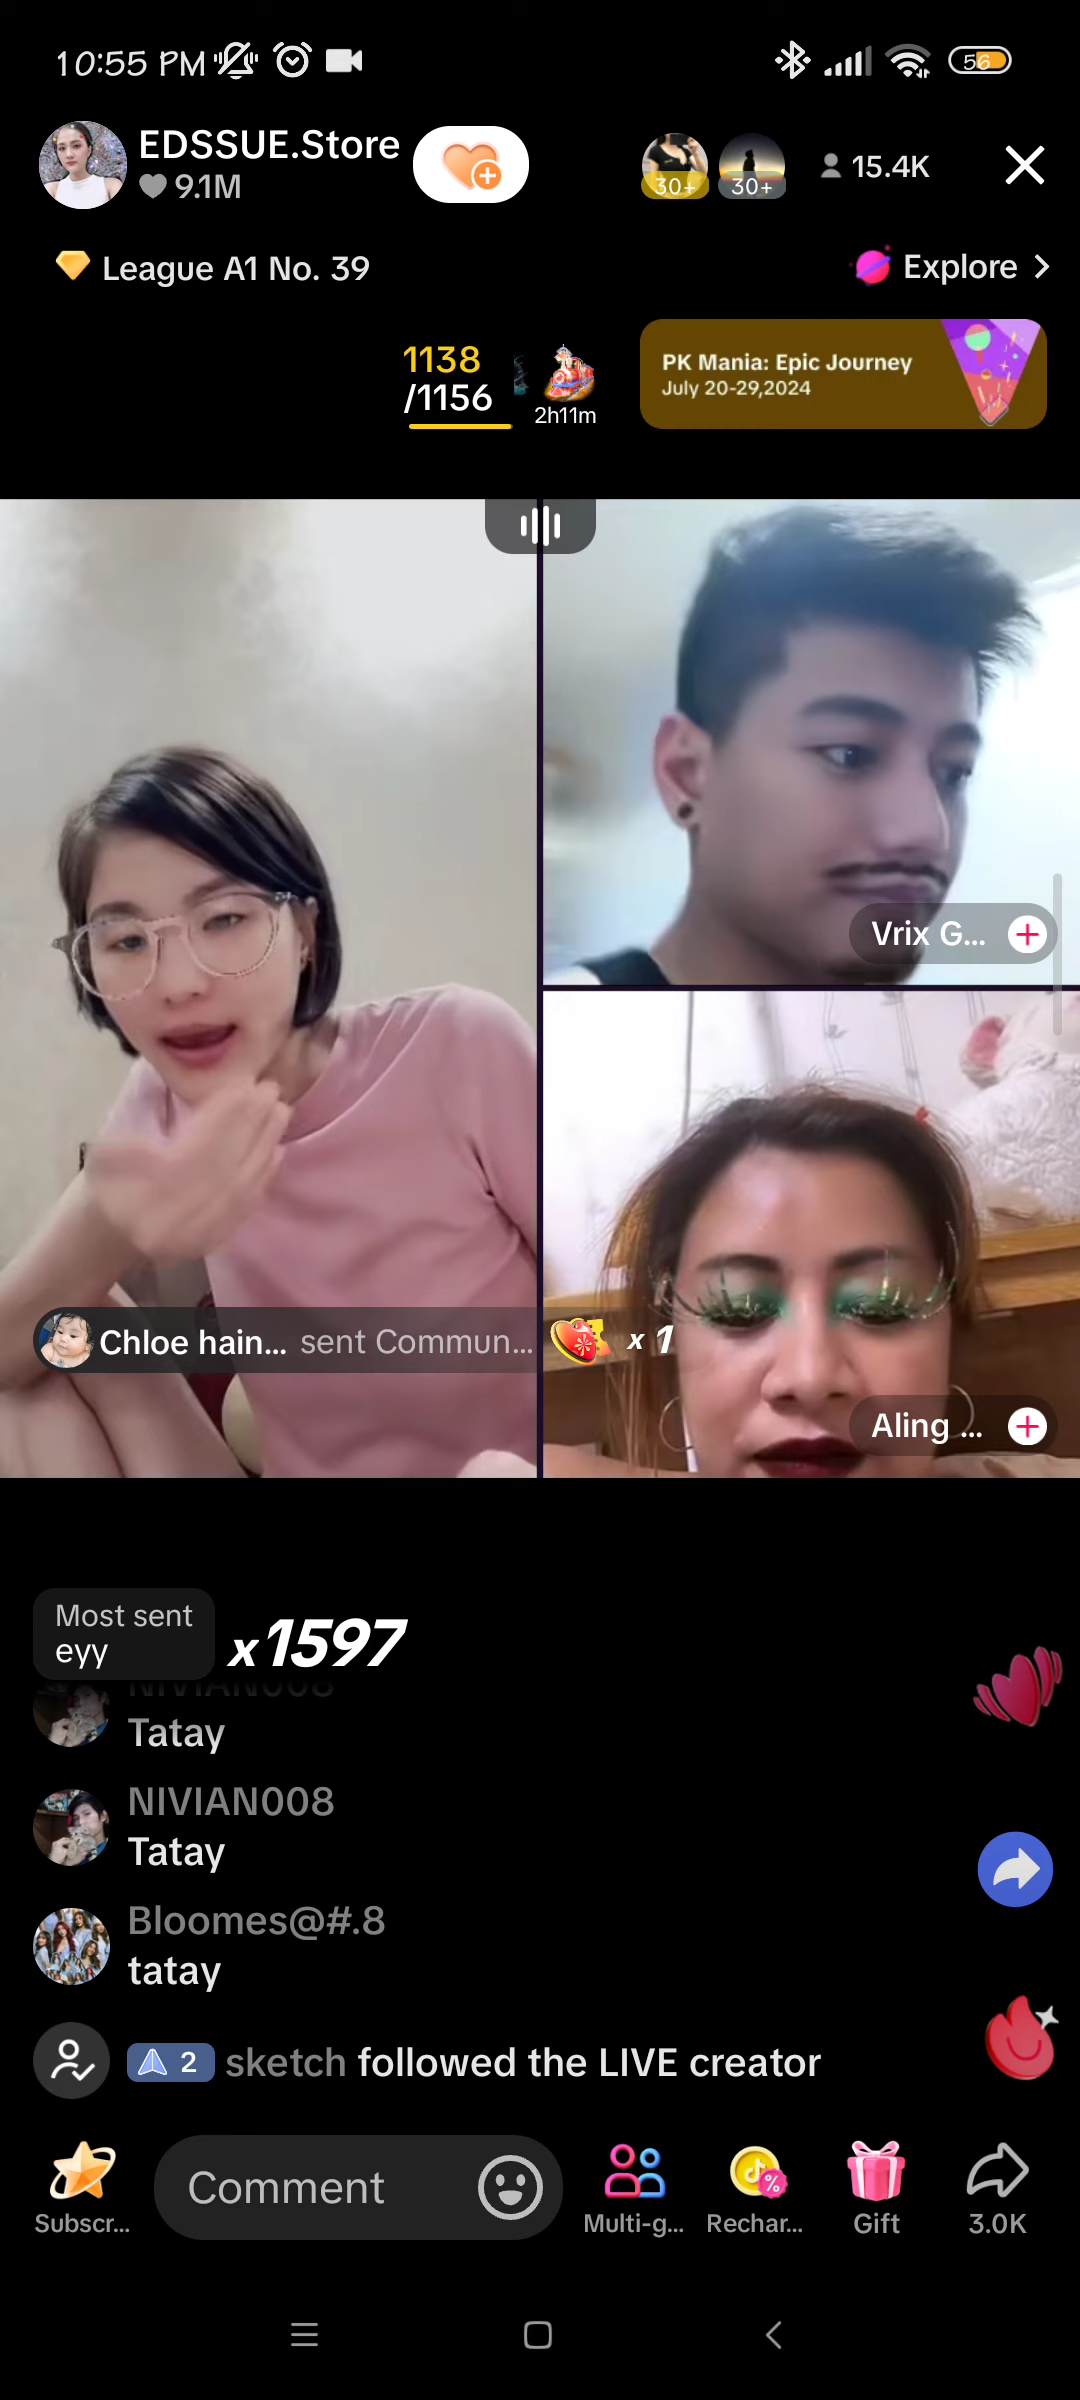 10:55 PM
56
EDSSUE.Store
9.1M
30+
30+
15.4K
League A1 No. 39
Explore
1138
/1156
2h11m
PK Mania: Epic Journey
July 20-29,2024
Vrix G...
Chloe hain... sent Commun... x 1
Aling ...
Most sent
eyy
x1597
NIVIAN008
Tatay
NIVIAN008
Tatay
Bloomes@#.8
tatay
2 sketch followed the LIVE creator
Subscr...
Comment
Multi-g...
Rechar...
Gift
3.0K